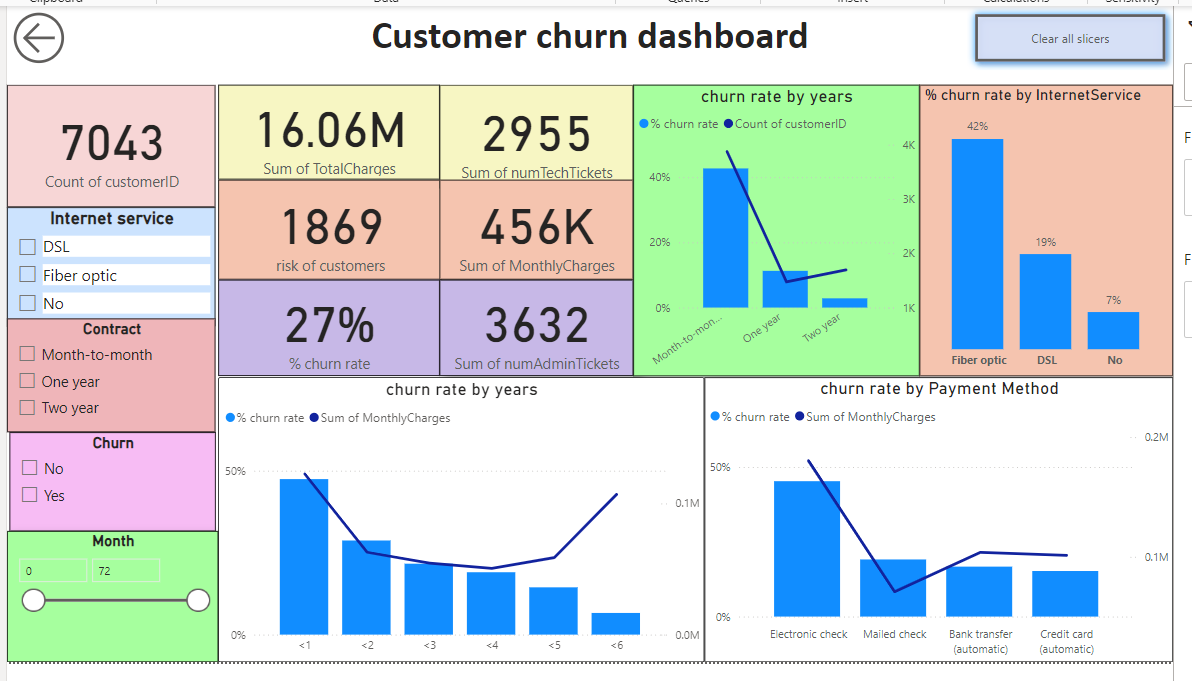 Customer churn dashboard
Clear all slicers
7043
Count of customerID
Internet service
DSL
Fiber optic
No
Contract
Month-to-month
One year
Two year
Churn
No
Yes
Month
0 72
16.06M
Sum of TotalCharges
2955
Sum of numTechTickets
1869
risk of customers
456K
Sum of MonthlyCharges
27%
% churn rate
3632
Sum of numAdminTickets
churn rate by years
% churn rate Count of customerID
40%
20%
0%
4K
3K
2K
1K
Month-to-mon...
One year
Two year
% churn rate by InternetService
42%
19%
7%
Fiber optic DSL No
churn rate by years
% churn rate Sum of MonthlyCharges
50%
0%
0.1M
0.0M
<1 <2 <3 <4 <5 <6
churn rate by Payment Method
% churn rate Sum of MonthlyCharges
50%
0%
0.2M
0.1M
Electronic check Mailed check Bank transfer Credit card
(automatic) (automatic)